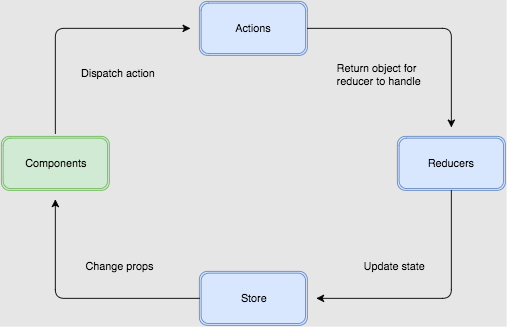 Actions
Dispatch action
Return object for
reducer to handle
Components
Reducers
Change props
Update state
Store